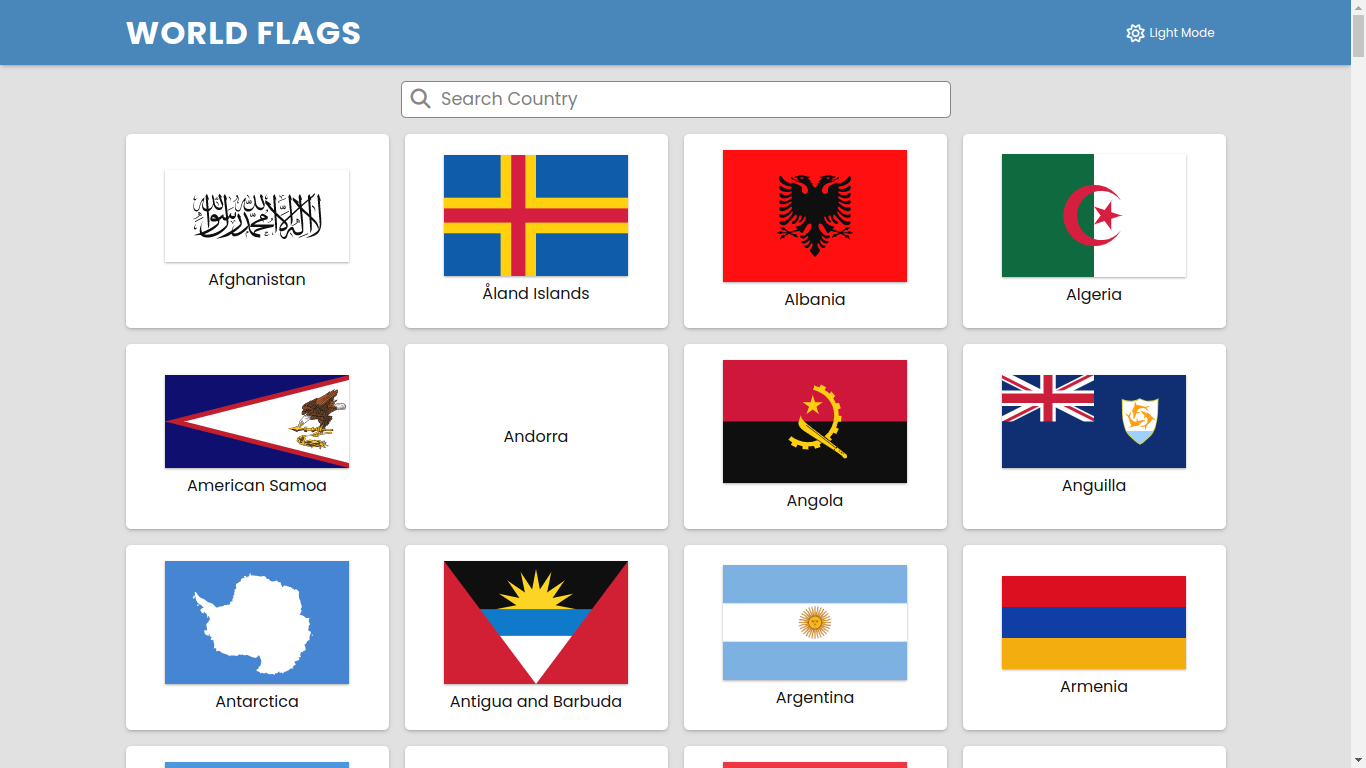 WORLD FLAGS
Light Mode
Search Country
لا إله إلا الله محمد رسول الله
Afghanistan
Åland Islands
Albania
Algeria
American Samoa
Andorra
Angola
Anguilla
Antarctica
Antigua and Barbuda
Argentina
Armenia